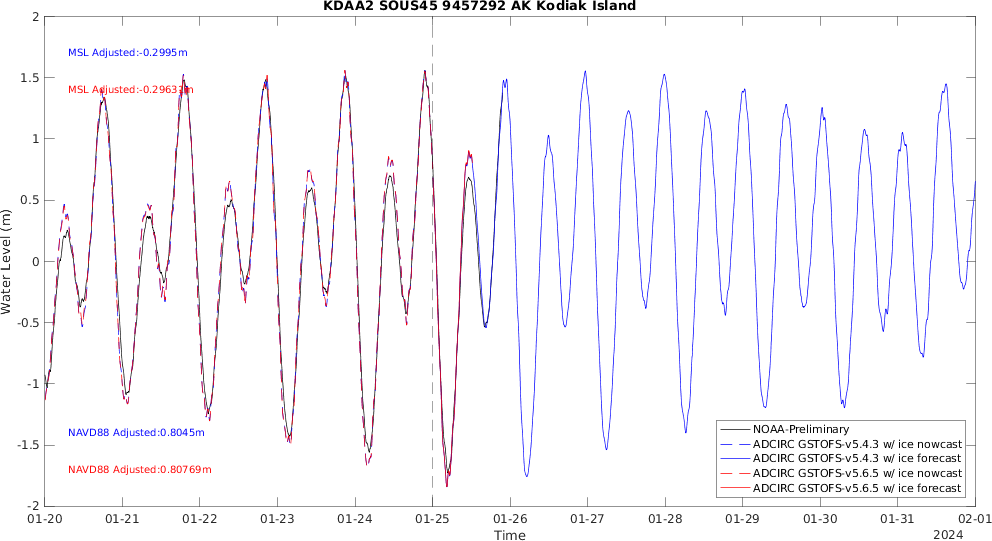 KDAA2 SOUS45 9457292 AK Kodiak Island
2
1.5
1
0.5
0
-0.5
-1
-1.5
-2
Water Level (m)
MSL Adjusted:-0.2995m
MSL Adjusted:-0.29637m
NAVD88 Adjusted:0.8045m
NAVD88 Adjusted:0.80769m
NOAA-Preliminary
ADCIRC GSTOFS-v5.4.3 w/ ice nowcast
ADCIRC GSTOFS-v5.4.3 w/ ice forecast
ADCIRC GSTOFS-v5.6.5 w/ ice nowcast
ADCIRC GSTOFS-v5.6.5 w/ ice forecast
01-20 01-21 01-22 01-23 01-24 01-25 01-26 01-27 01-28 01-29 01-30 01-31 02-01
Time
2024